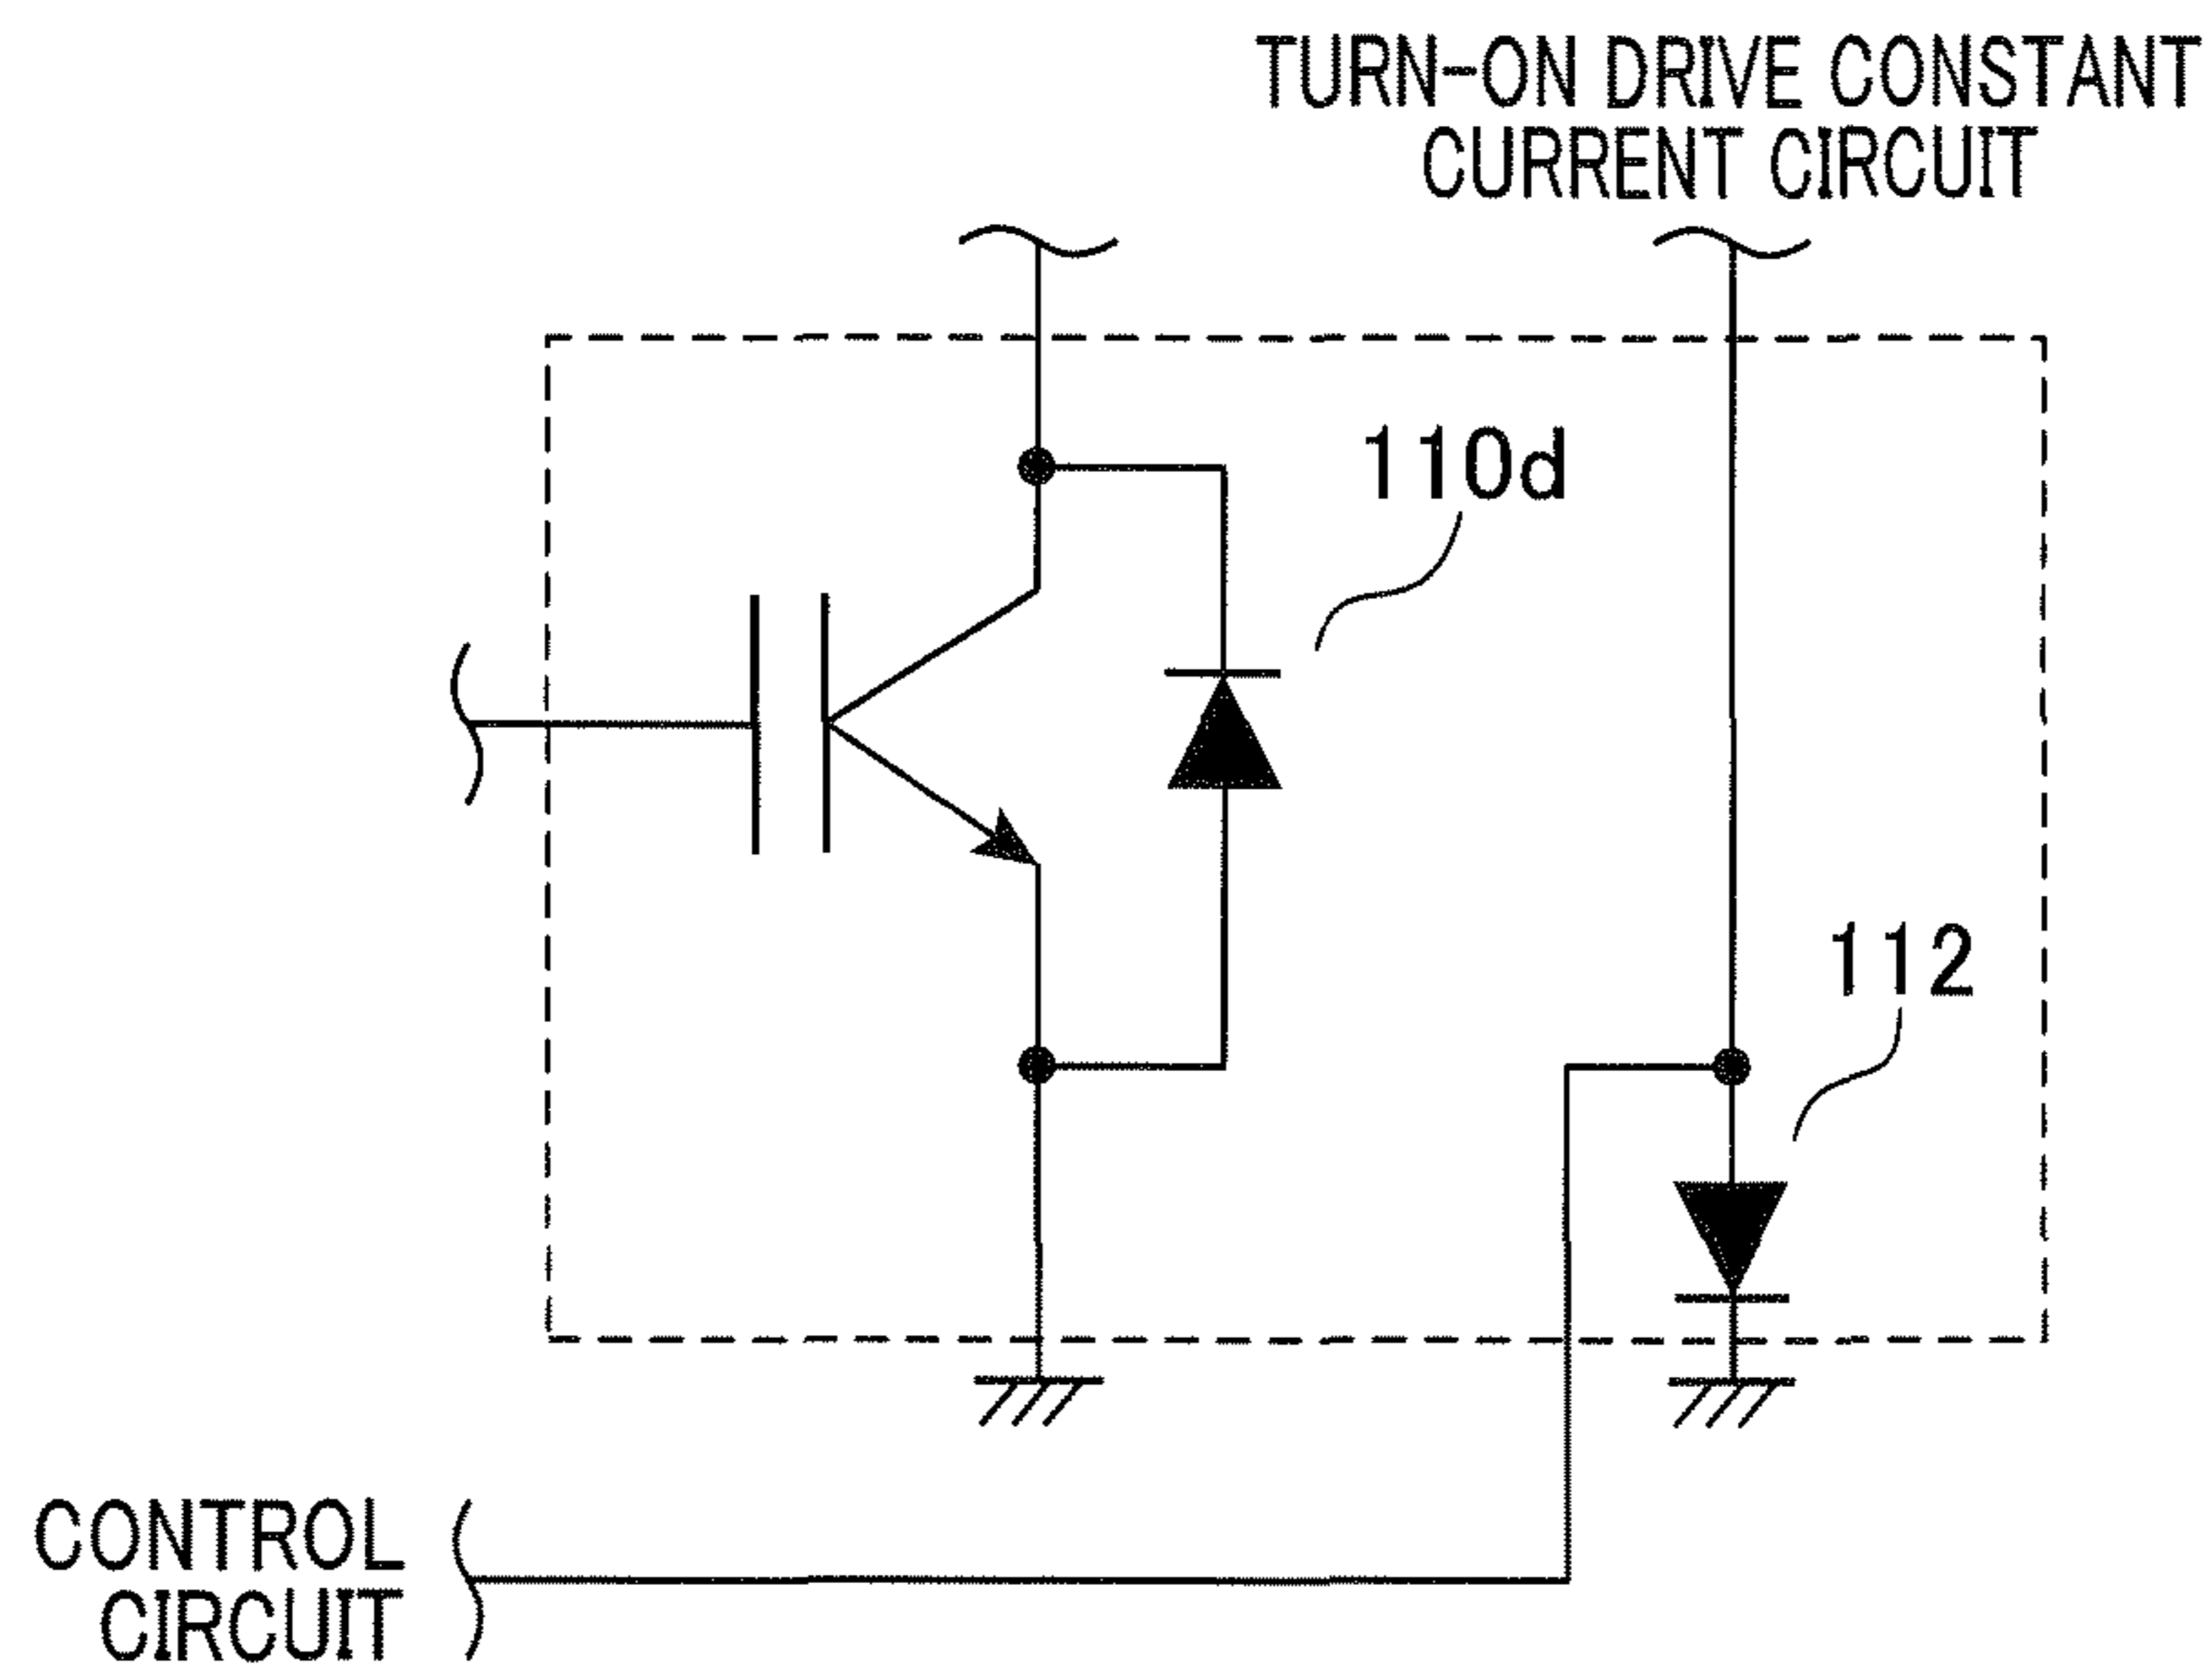 TURN-ON DRIVE CONSTANT
CURRENT CIRCUIT
110d
112
CONTROL
CIRCUIT